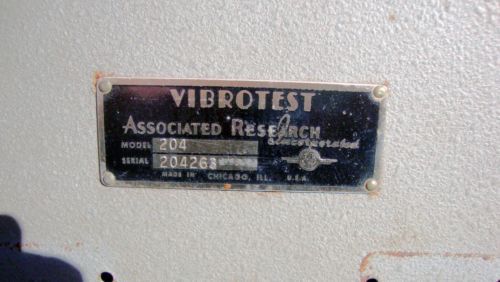 VIBROTEST
ASSOCIATED RESEARCH
Incorporated
MODEL 204
SERIAL 204263
MADE IN CHICAGO, ILL. U.S.A.